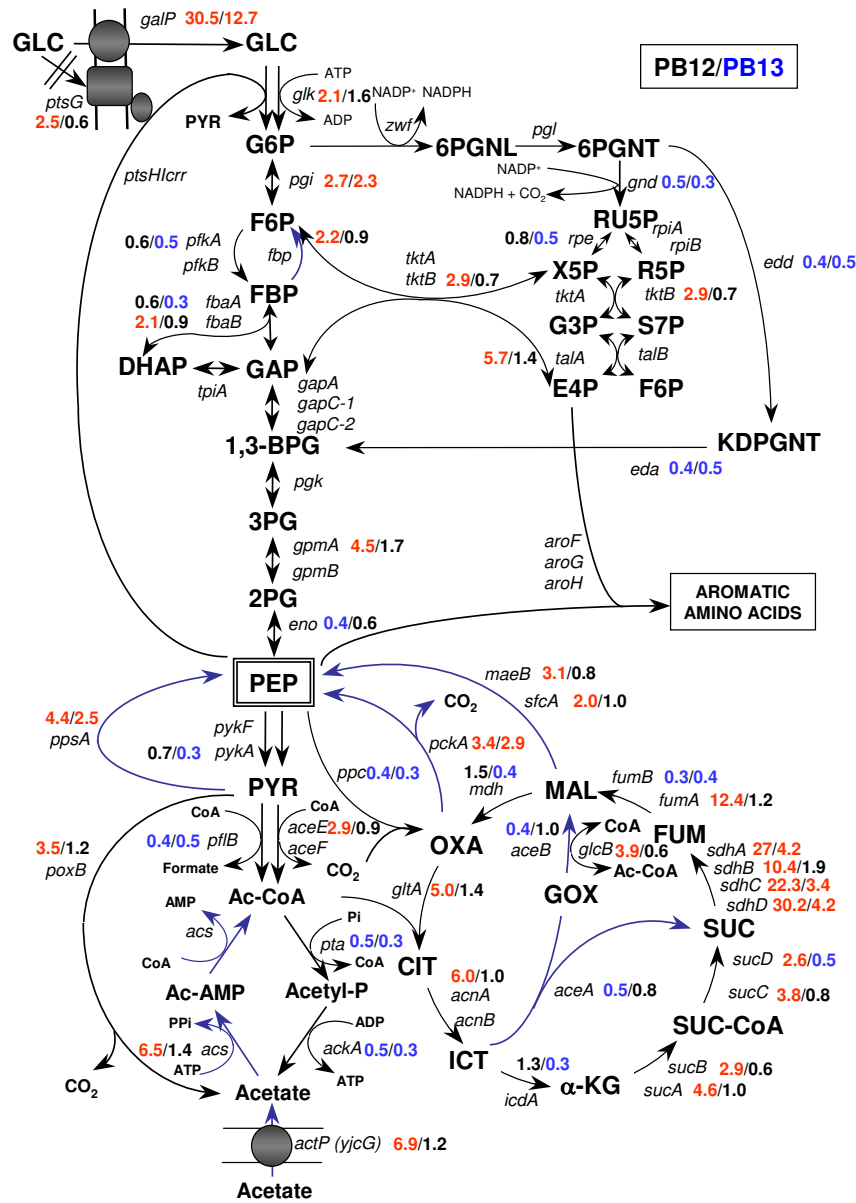 galP 30.5/12.7
GLC
GLC
PB12/PB13
ptsG
2.5/0.6
ATP
glk 2.1/1.6
ADP
PYR
NADP+ NADPH
zwf
G6P
6PGNL
pgl
6PGNT
ptsHIcrr
pgi 2.7/2.3
NADP+
gnd 0.5/0.3
NADPH + CO2
RU5P
0.8/0.5
rpe
rpiA
rpiB
F6P
0.6/0.5 pfkA
pfkB
fbp
2.2/0.9
tktA
tktB 2.9/0.7
X5P
R5P
edd 0.4/0.5
tktA
tktB 2.9/0.7
FBP
0.6/0.3 fbaA
2.1/0.9 fbaB
G3P
S7P
5.7/1.4 talA
talB
DHAP
tpiA
GAP
gapA
gapC-1
gapC-2
E4P
F6P
1,3-BPG
KDPGNT
eda 0.4/0.5
pgk
3PG
gpmA 4.5/1.7
gpmB
aroF
aroG
aroH
2PG
AROMATIC
AMINO ACIDS
eno 0.4/0.6
PEP
maeB 3.1/0.8
sfcA 2.0/1.0
CO2
4.4/2.5
ppsA
pykF
0.7/0.3 pykA
pckA 3.4/2.9
ppc 0.4/0.3
1.5/0.4
mdh
PYR
MAL
fumB 0.3/0.4
fumA 12.4/1.2
CoA
CoA
0.4/0.5 pflB
aceE 2.9/0.9
aceF
Formate
CO2
3.5/1.2
poxB
OXA
0.4/1.0
aceB
CoA
glcB 3.9/0.6
Ac-CoA
FUM
sdhA 27/4.2
sdhB 10.4/1.9
sdhC 22.3/3.4
sdhD 30.2/4.2
Ac-CoA
gltA 5.0/1.4
GOX
SUC
AMP
acs
CoA
Pi
pta 0.5/0.3
CoA
CIT
6.0/1.0
acnA
acnB
aceA 0.5/0.8
sucD 2.6/0.5
sucC 3.8/0.8
Ac-AMP
Acetyl-P
SUC-CoA
PPi
6.5/1.4 acs
ATP
ADP
ackA 0.5/0.3
ATP
ICT
1.3/0.3
icdA
α-KG
sucB 2.9/0.6
sucA 4.6/1.0
CO2
Acetate
actP (yjcG) 6.9/1.2
Acetate